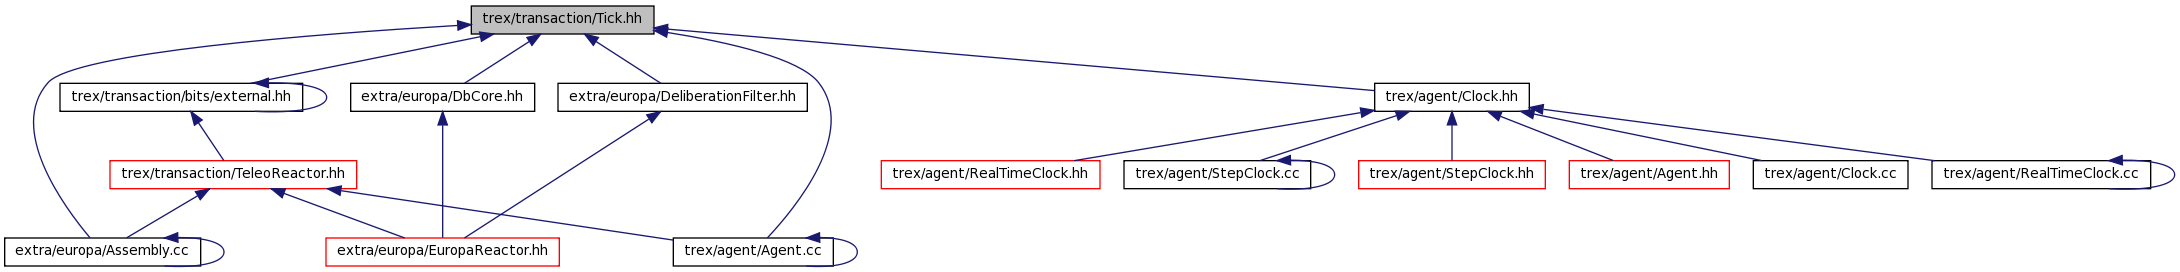 trex/transaction/Tick.hh
trex/transaction/bits/external.hh
extra/europa/DbCore.hh
extra/europa/DeliberationFilter.hh
trex/agent/Clock.hh
trex/transaction/TeleoReactor.hh
trex/agent/RealTimeClock.hh
trex/agent/StepClock.cc
trex/agent/StepClock.hh
trex/agent/Agent.hh
trex/agent/Clock.cc
trex/agent/RealTimeClock.cc
extra/europa/Assembly.cc
extra/europa/EuropaReactor.hh
trex/agent/Agent.cc